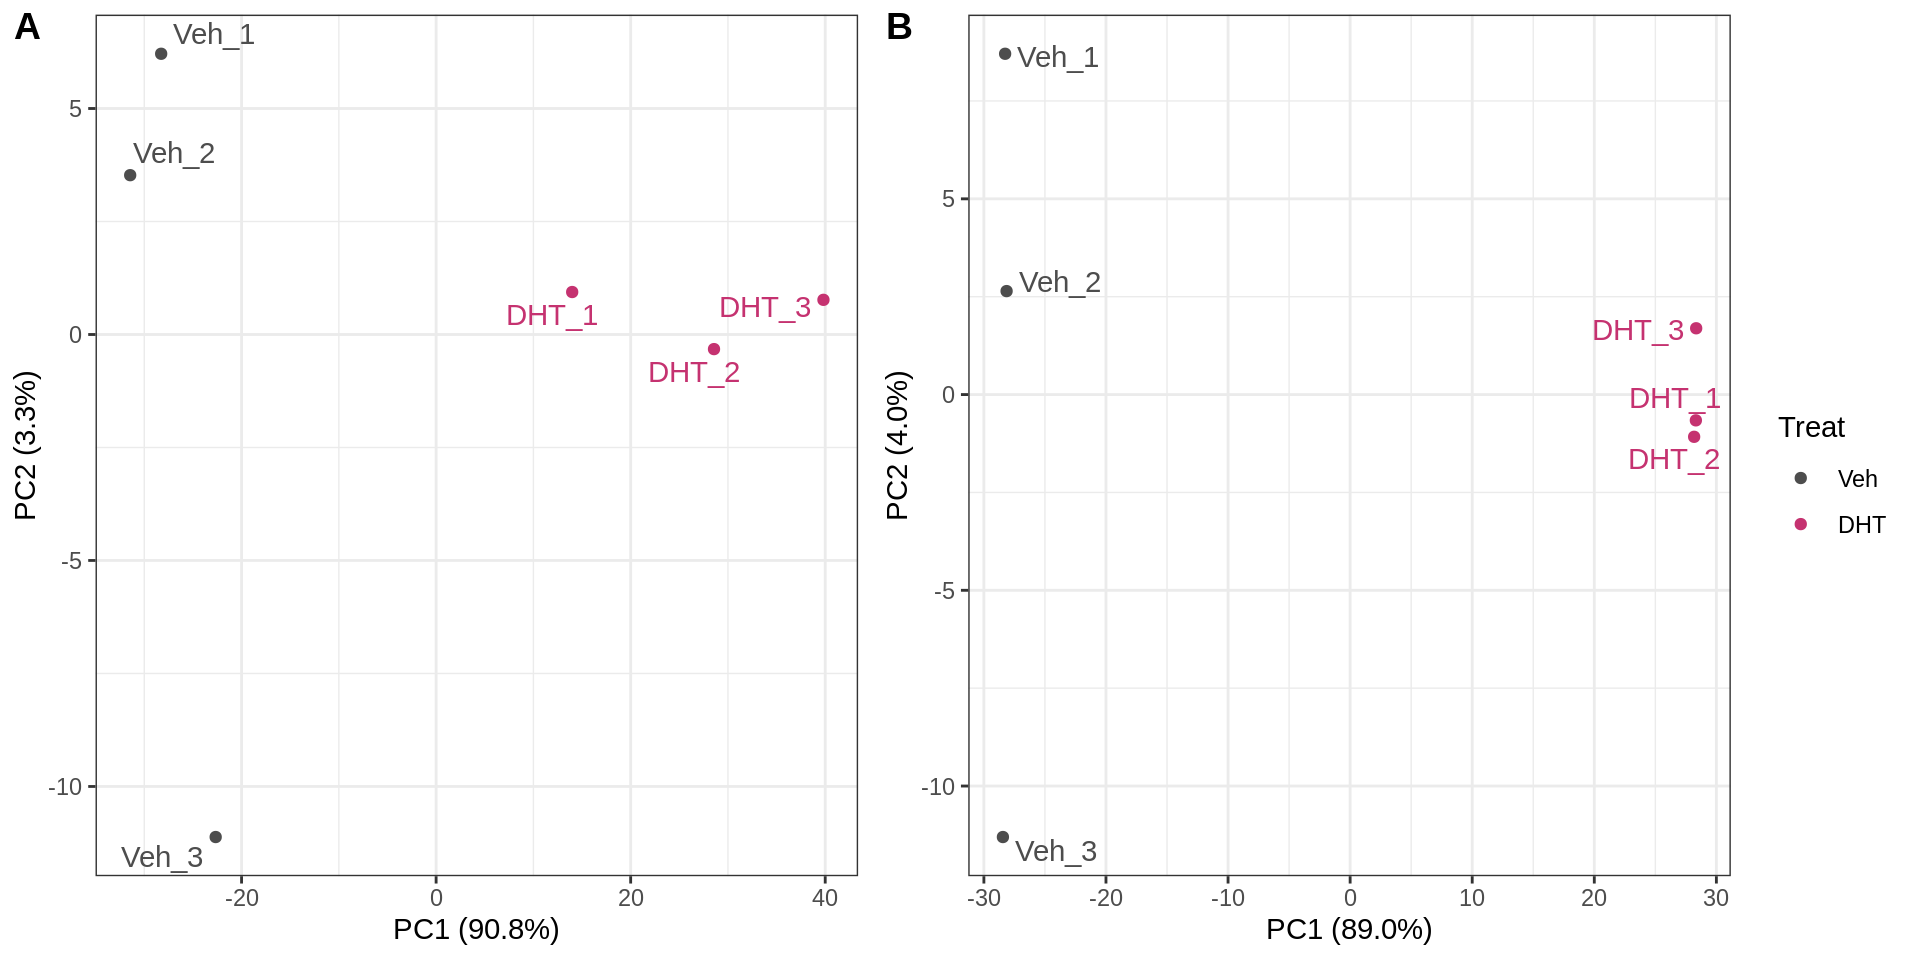 A
Veh_1
Veh_2
DHT_1
DHT_3
DHT_2
Veh_3
5
0
-5
-10
-20
0
20
40
PC2 (3.3%)
PC1 (90.8%)
B
Veh_1
Veh_2
DHT_3
DHT_1
DHT_2
Veh_3
5
0
-5
-10
-30
-20
-10
0
10
20
30
PC2 (4.0%)
PC1 (89.0%)
Treat
Veh
DHT